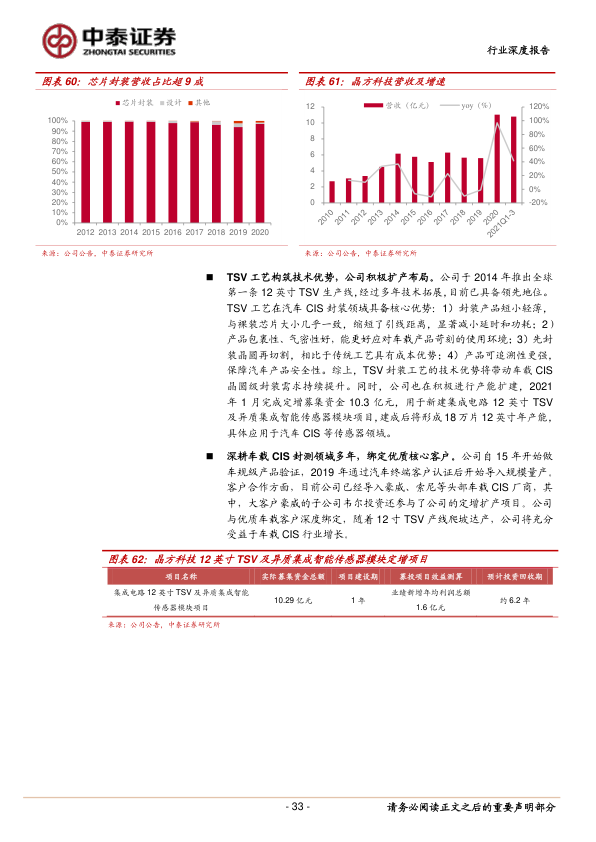 中泰证券
ZHONGTAI SECURITIES
行业深度报告
图表 60：芯片封装营收占比超 9 成
芯片封装 设计 其他
100%
90%
80%
70%
60%
50%
40%
30%
20%
10%
0%
2012 2013 2014 2015 2016 2017 2018 2019 2020
来源：公司公告，中泰证券研究所
图表 61：晶方科技营收及增速
营收（亿元） yoy（%）
12
10
8
6
4
2
0
120%
100%
80%
60%
40%
20%
0%
-20%
2010 2011 2012 2013 2014 2015 2016 2017 2018 2019 2020 2021Q1-3
来源：公司公告，中泰证券研究所
■ TSV 工艺构筑技术优势，公司积极扩产布局。公司于 2014 年推出全球
第一条 12 英寸 TSV 生产线，经过多年技术拓展，目前已具备领先地位。
TSV 工艺在汽车 CIS 封装领域具备核心优势：1）封装产品短小轻薄，
与裸装芯片大小几乎一致，缩短了引线距离，显著减小延时和功耗；2）
产品包裹性、气密性好，能更好应对车载产品苛刻的使用环境；3）先封
装晶圆再切割，相比于传统工艺具有成本优势；4）产品可追溯性更强，
保障汽车产品安全性。综上，TSV 封装工艺的技术优势将带动车载 CIS
晶圆级封装需求持续提升。同时，公司也在积极进行产能扩建，2021
年 1 月完成定增募集资金 10.3 亿元，用于新建集成电路 12 英寸 TSV
及异质集成智能传感器模块项目，建成后将形成 18 万片 12 英寸年产能，
具体应用于汽车 CIS 等传感器领域。
■ 深耕车载 CIS 封测领域多年，绑定优质核心客户。公司自 15 年开始做
车规级产品验证，2019 年通过汽车终端客户认证后开始导入规模量产。
客户合作方面，目前公司已经导入豪威、索尼等头部车载 CIS 厂商，其
中，大客户豪威的子公司韦尔投资还参与了公司的定增扩产项目。公司
与优质车载客户深度绑定，随着 12 寸 TSV 产线爬坡达产，公司将充分
受益于车载 CIS 行业增长。
图表 62：晶方科技 12 英寸 TSV 及异质集成智能传感器模块定增项目
项目名称 实际募集资金总额 项目建设期 募投项目效益测算 预计投资回收期
集成电路 12 英寸 TSV 及异质集成智能
传感器模块项目
10.29 亿元 1 年
业绩新增年均利润总额
1.6 亿元
约 6.2 年
来源：公司公告，中泰证券研究所
- 33 -
请务必阅读正文之后的重要声明部分